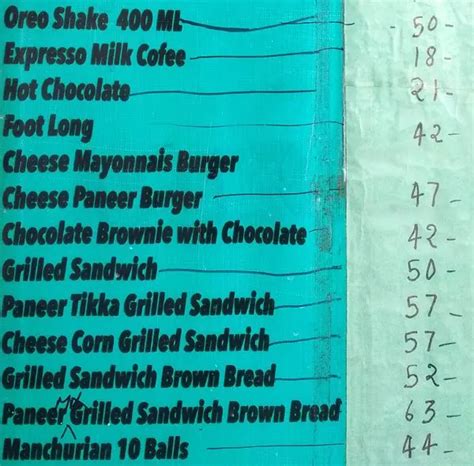 Oreo Shake 400 ML - 50 -
Expresso Milk Cofee - 18 -
Hot Chocolate 21 -
Foot Long 42 -
Cheese Mayonnais Burger
Cheese Paneer Burger 47 -
Chocolate Brownie with Chocolate 42 -
Grilled Sandwich 50 -
Paneer Tikka Grilled Sandwich 57 -
Cheese Corn Grilled Sandwich 57 -
Grilled Sandwich Brown Bread 52 -
Paneer Grilled Sandwich Brown Bread 63 -
Manchurian 10 Balls 44 -